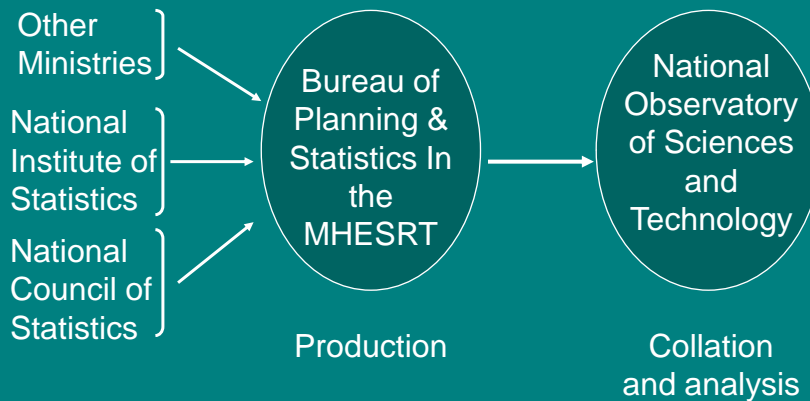 Other
Ministries
National
Institute of
Statistics
National
Council of
Statistics
Bureau of
Planning &
Statistics In
the
MHESRT
Production
National
Observatory
of Sciences
and
Technology
Collation
and analysis